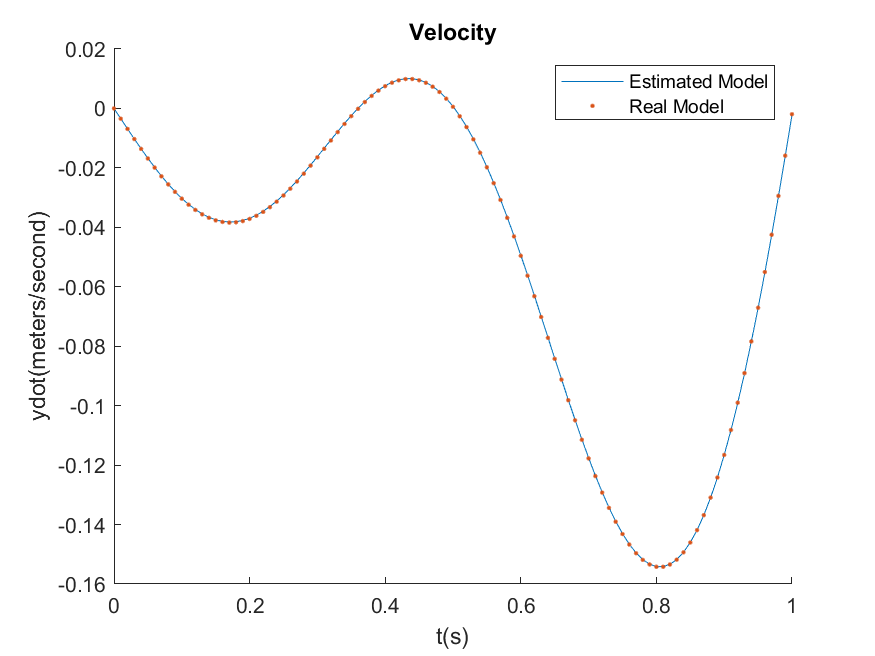 Velocity
0.02
0
-0.02
-0.04
-0.06
-0.08
-0.1
-0.12
-0.14
-0.16
ydot(meters/second)
Estimated Model
Real Model
0 0.2 0.4 0.6 0.8 1
t(s)